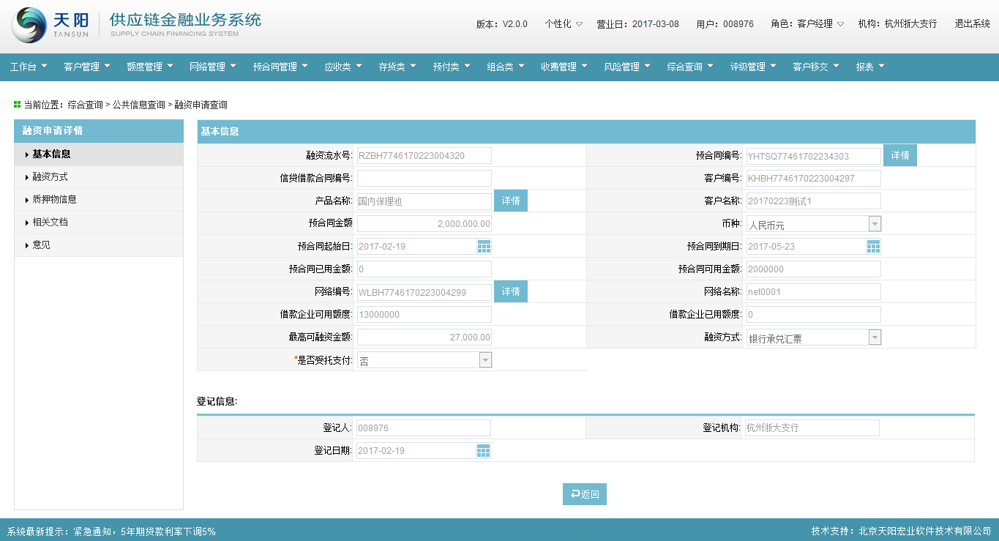 天阳 TANSUN 供应链金融业务系统
SUPPLY CHAIN FINANCING SYSTEM
版本：V2.0.0 个性化 营业日：2017-03-08 用户：008976 角色：客户经理 机构：杭州浙大支行 退出系统
工作台 客户管理 额度管理 网络管理 预合同管理 应收类 存货类 预付类 组合类 收费管理 风险管理 综合查询 评级管理 客户移交 报表
当前位置：综合查询 > 公共信息查询 > 融资申请查询
融资申请详情
基本信息
融资方式
质押物信息
相关文档
意见
基本信息
融资流水号: RZBH7746170223004320 预合同编号: YHTSQ77461702234303 详情
信贷借款合同编号: 客户编号: KHBH7746170223004297
产品名称: 国内保理池 详情 客户名称: 20170223测试1
预合同金额 2,000,000.00 币种: 人民币元
预合同起始日: 2017-02-19 预合同到期日: 2017-05-23
预合同已用金额: 0 预合同可用金额: 2000000
网络编号: WLBH7746170223004299 详情 网络名称: net0001
借款企业可用额度: 13000000 借款企业已用额度: 0
最高可融资金额: 27,000.00 融资方式: 银行承兑汇票
*是否受托支付: 否
登记信息:
登记人: 008976 登记机构: 杭州浙大支行
登记日期: 2017-02-19
返回
系统最新提示：紧急通知，5年期贷款利率下调5% 技术支持：北京天阳宏业软件技术有限公司